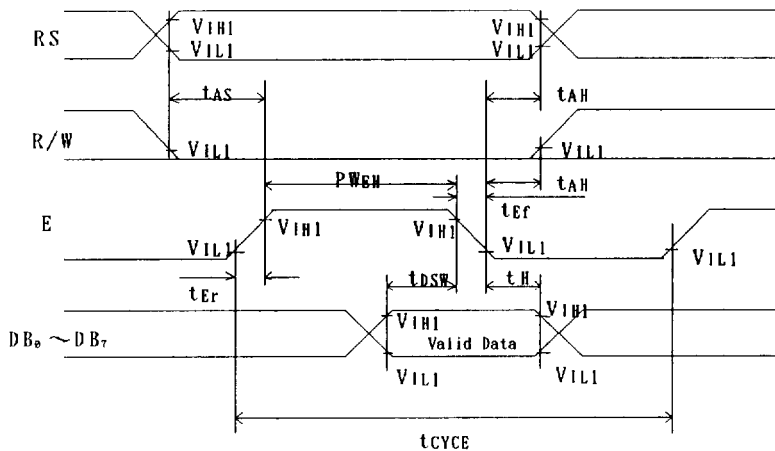 RS VIH1 VIL1 VIH1 VIL1
tAS tAH
R/W VIL1 VIL1
PWEH tAH
tEf
E VIH1 VIH1
VIL1 VIL1 VIL1
tEr tDSW tH
VIH1 VIH1
DB₀ ～DB₇ Valid Data
VIL1 VIL1
tCYCE